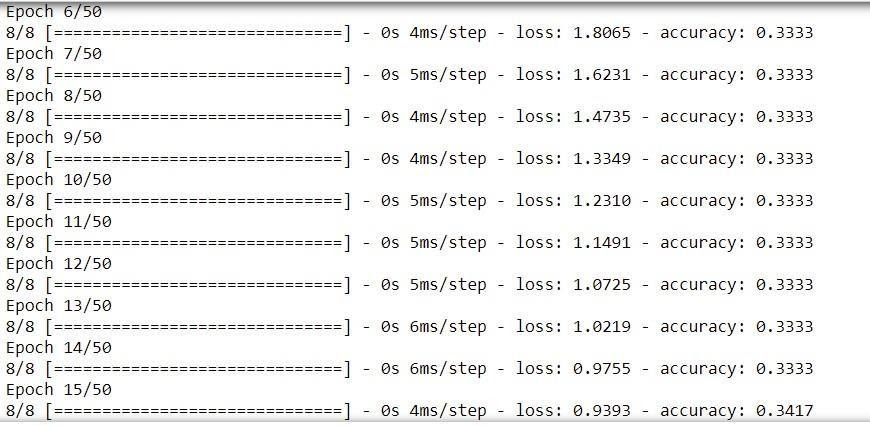 Epoch 6/50
8/8 [==============================] - 0s 4ms/step - loss: 1.8065 - accuracy: 0.3333
Epoch 7/50
8/8 [==============================] - 0s 5ms/step - loss: 1.6231 - accuracy: 0.3333
Epoch 8/50
8/8 [==============================] - 0s 4ms/step - loss: 1.4735 - accuracy: 0.3333
Epoch 9/50
8/8 [==============================] - 0s 4ms/step - loss: 1.3349 - accuracy: 0.3333
Epoch 10/50
8/8 [==============================] - 0s 5ms/step - loss: 1.2310 - accuracy: 0.3333
Epoch 11/50
8/8 [==============================] - 0s 5ms/step - loss: 1.1491 - accuracy: 0.3333
Epoch 12/50
8/8 [==============================] - 0s 5ms/step - loss: 1.0725 - accuracy: 0.3333
Epoch 13/50
8/8 [==============================] - 0s 6ms/step - loss: 1.0219 - accuracy: 0.3333
Epoch 14/50
8/8 [==============================] - 0s 6ms/step - loss: 0.9755 - accuracy: 0.3333
Epoch 15/50
8/8 [==============================] - 0s 4ms/step - loss: 0.9393 - accuracy: 0.3417